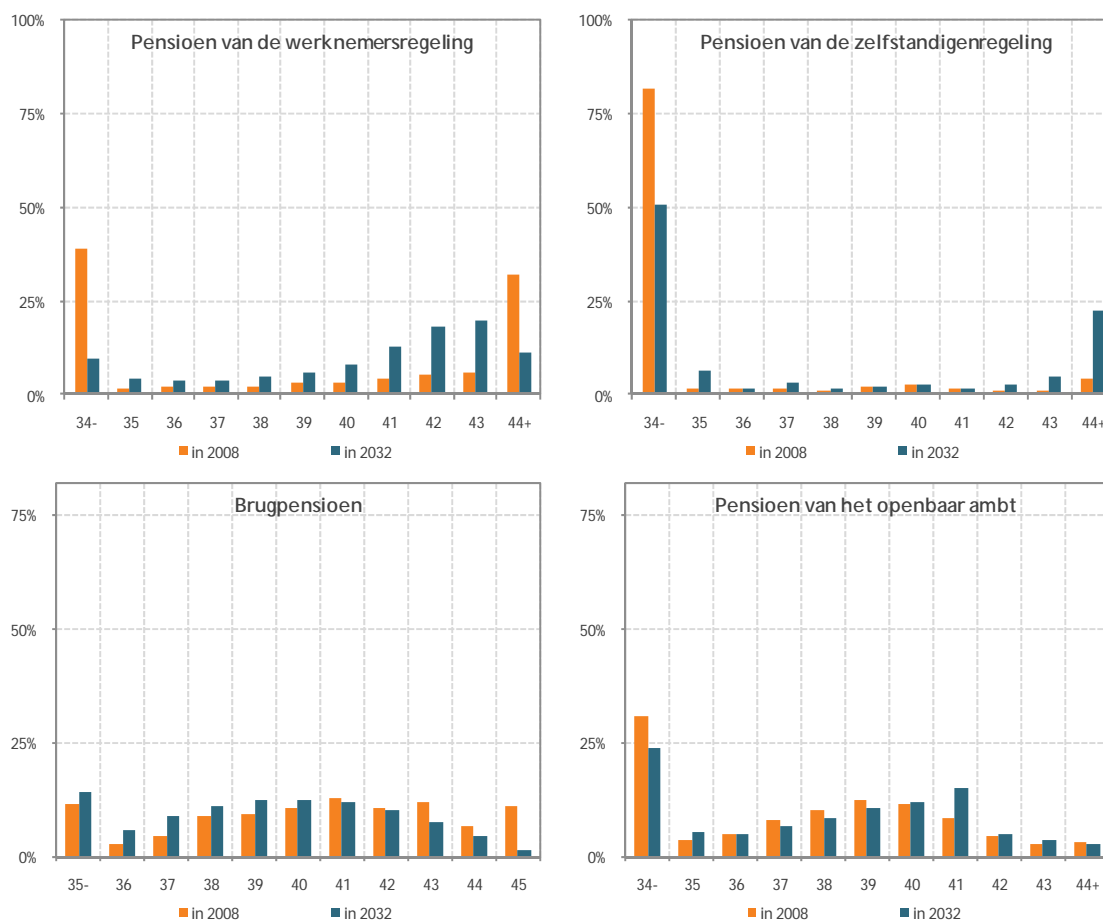 Pensioen van de werknemersregeling
100%
75%
50%
25%
0%
34- 35 36 37 38 39 40 41 42 43 44+
in 2008 in 2032
Pensioen van de zelfstandigenregeling
100%
75%
50%
25%
0%
34- 35 36 37 38 39 40 41 42 43 44+
in 2008 in 2032
Brugpensioen
75%
50%
25%
0%
35- 36 37 38 39 40 41 42 43 44 45
in 2008 in 2032
Pensioen van het openbaar ambt
75%
50%
25%
0%
34- 35 36 37 38 39 40 41 42 43 44+
in 2008 in 2032